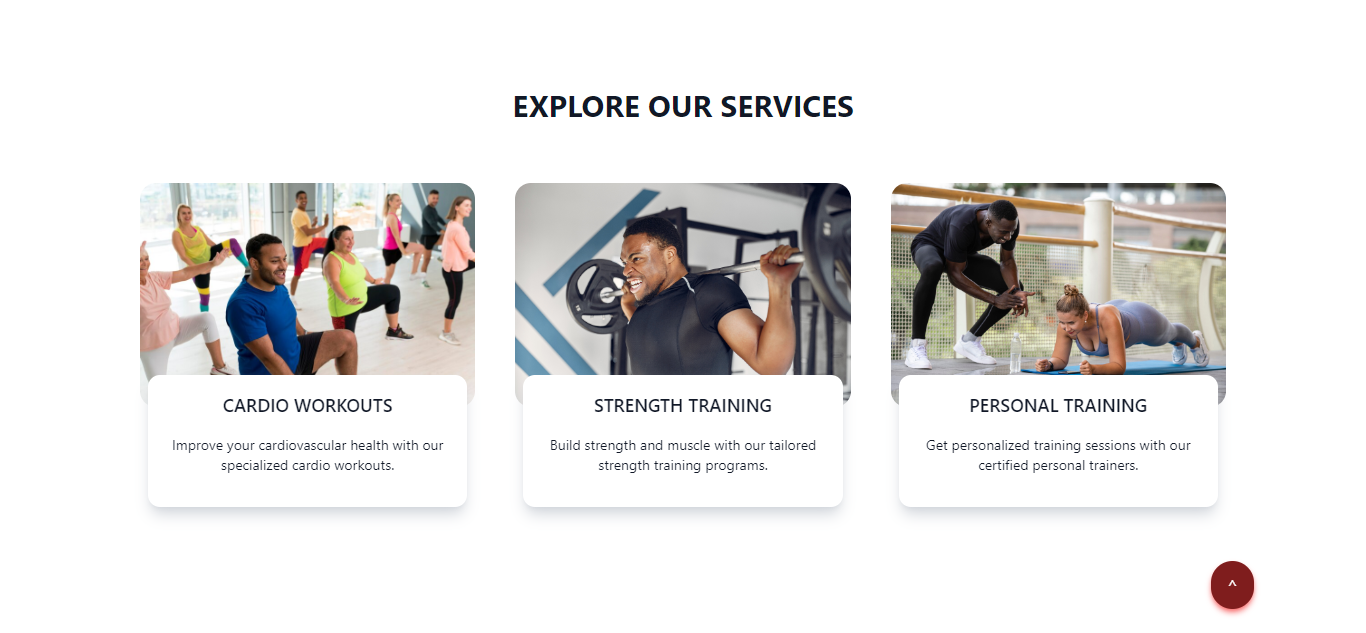 EXPLORE OUR SERVICES
CARDIO WORKOUTS
Improve your cardiovascular health with our
specialized cardio workouts.
STRENGTH TRAINING
Build strength and muscle with our tailored
strength training programs.
PERSONAL TRAINING
Get personalized training sessions with our
certified personal trainers.
^